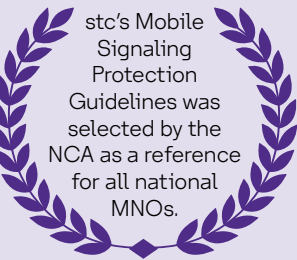 stc's Mobile
Signaling
Protection
Guidelines was
selected by the
NCA as a reference
for all national
MNOs.